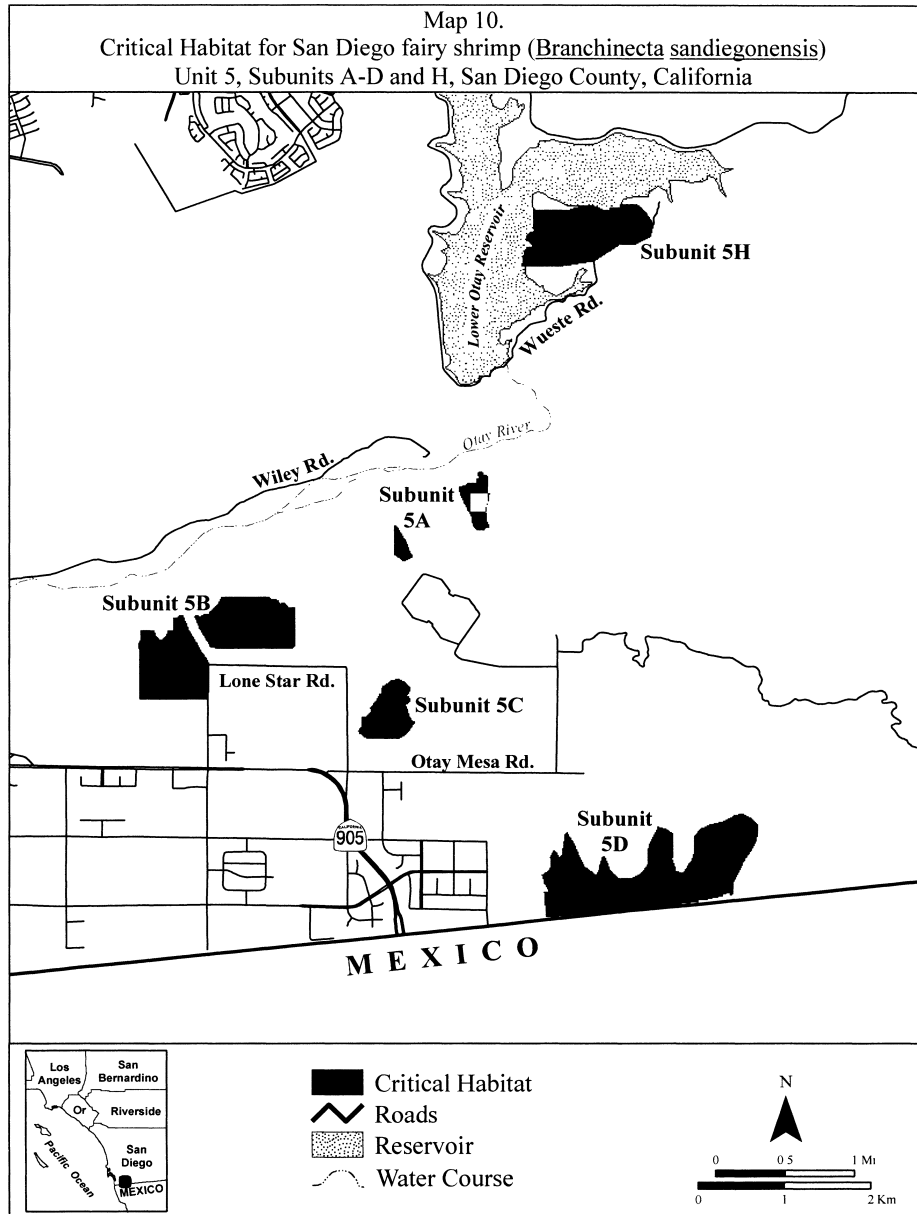 Map 10.
Critical Habitat for San Diego fairy shrimp (Branchinecta sandiegonensis)
Unit 5, Subunits A-D and H, San Diego County, California
Lower Otay Reservoir
Subunit 5H
Wueste Rd.
Otay River
Wiley Rd.
Subunit
5A
Subunit 5B
Lone Star Rd.
Subunit 5C
Otay Mesa Rd.
CALIFORNIA
905
Subunit
5D
MEXICO
Los
Angeles
San
Bernardino
Or
Riverside
San
Diego
Pacific Ocean
MEXICO
Critical Habitat
Roads
Reservoir
Water Course
N
0 0 5 1 Mi
0 1 2 Km